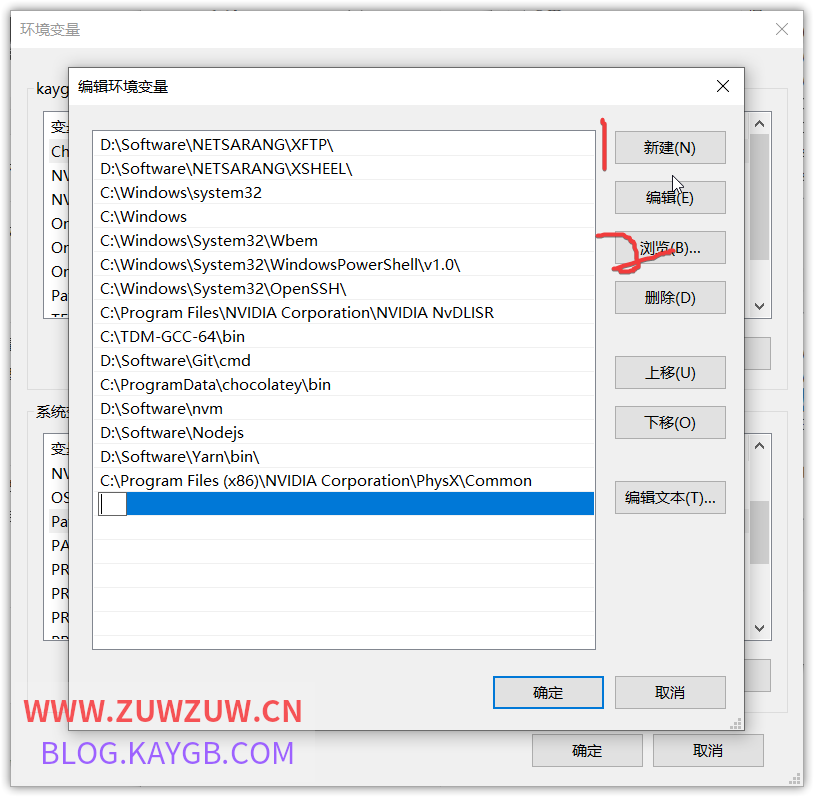 环境变量
编辑环境变量
kayg
D:\Software\NETSARANG\XFTP\
D:\Software\NETSARANG\XSHEEL\
C:\Windows\system32
C:\Windows
C:\Windows\System32\Wbem
C:\Windows\System32\WindowsPowerShell\v1.0\
C:\Windows\System32\OpenSSH\
C:\Program Files\NVIDIA Corporation\NVIDIA NvDLISR
C:\TDM-GCC-64\bin
D:\Software\Git\cmd
C:\ProgramData\chocolatey\bin
D:\Software\nvm
D:\Software\Nodejs
D:\Software\Yarn\bin\
C:\Program Files (x86)\NVIDIA Corporation\PhysX\Common
新建(N)
编辑(E)
浏览(B)...
删除(D)
上移(U)
下移(O)
编辑文本(T)...
确定
取消
变
Ch
NV
NV
On
On
On
Pa
系统
变
NV
OS
Pa
PA
PR
PR
PR
确定
取消
WWW.ZUWZUW.CN
BLOG.KAYGB.COM